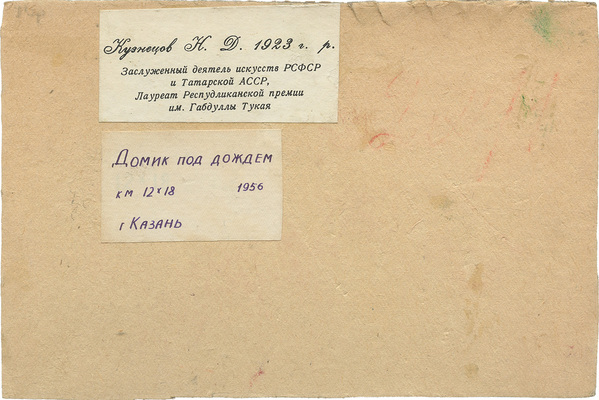 Кузнецов Н. Д. 1923 г. р.
Заслуженный деятель искусств РСФСР
и Татарской АССР,
Лауреат Респудликанской премии
им. Габдуллы Тукая
Домик под дождем
км 12х18 1956
г Казань